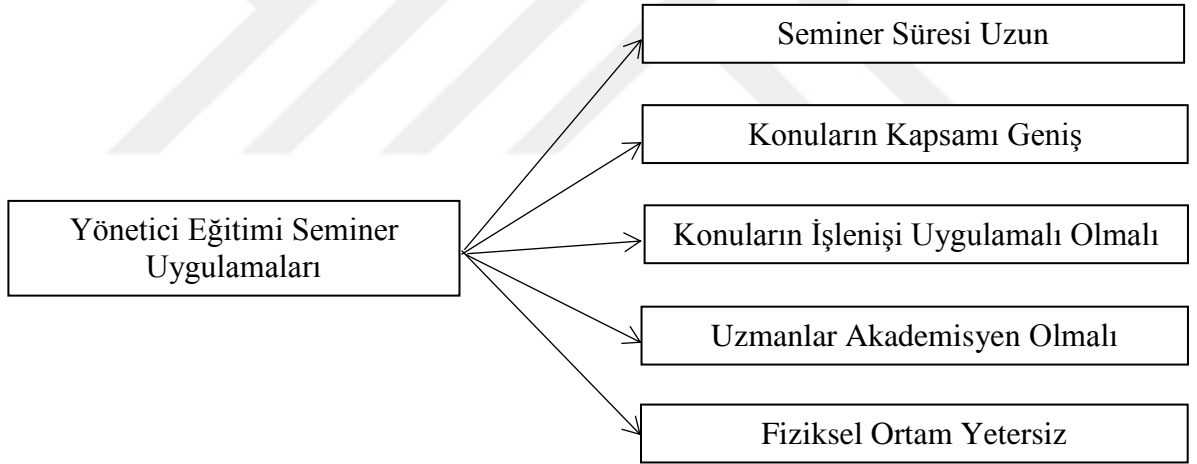 Seminer Süresi Uzun
Konuların Kapsamı Geniş
Yönetici Eğitimi Seminer
Uygulamaları
Konuların İşlenişi Uygulamalı Olmalı
Uzmanlar Akademisyen Olmalı
Fiziksel Ortam Yetersiz